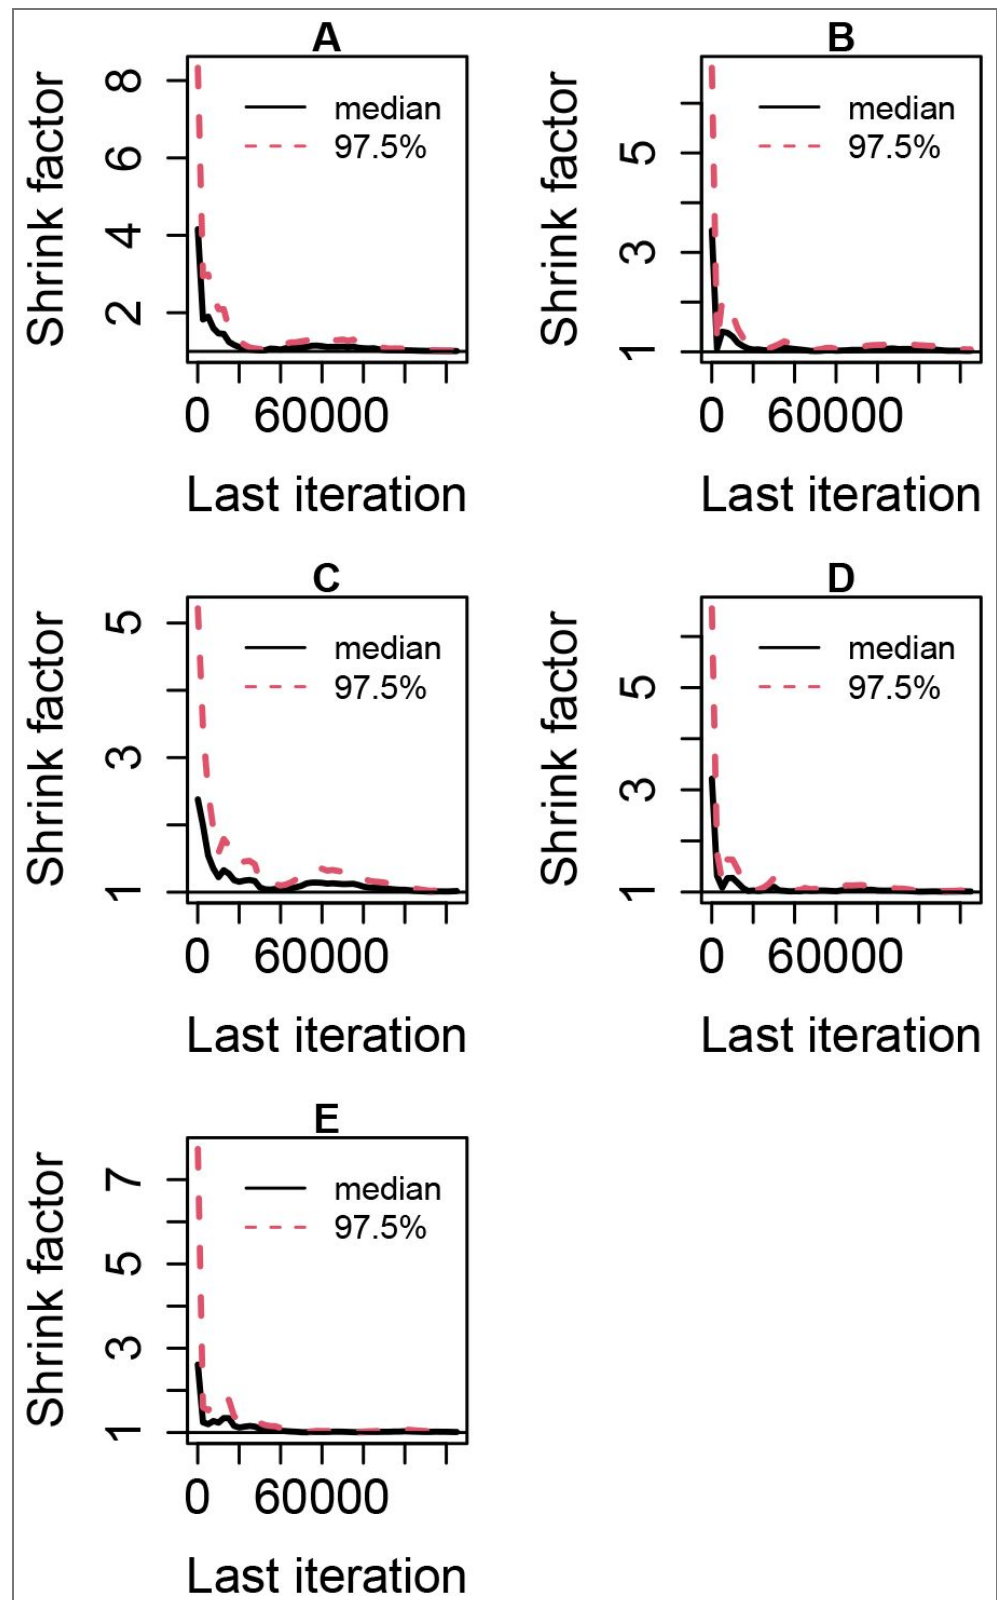 A
Shrink factor
8
6
4
2
median
97.5%
0 60000
Last iteration
B
Shrink factor
5
3
1
median
97.5%
0 60000
Last iteration
C
Shrink factor
5
3
1
median
97.5%
0 60000
Last iteration
D
Shrink factor
5
3
1
median
97.5%
0 60000
Last iteration
E
Shrink factor
7
5
3
1
median
97.5%
0 60000
Last iteration